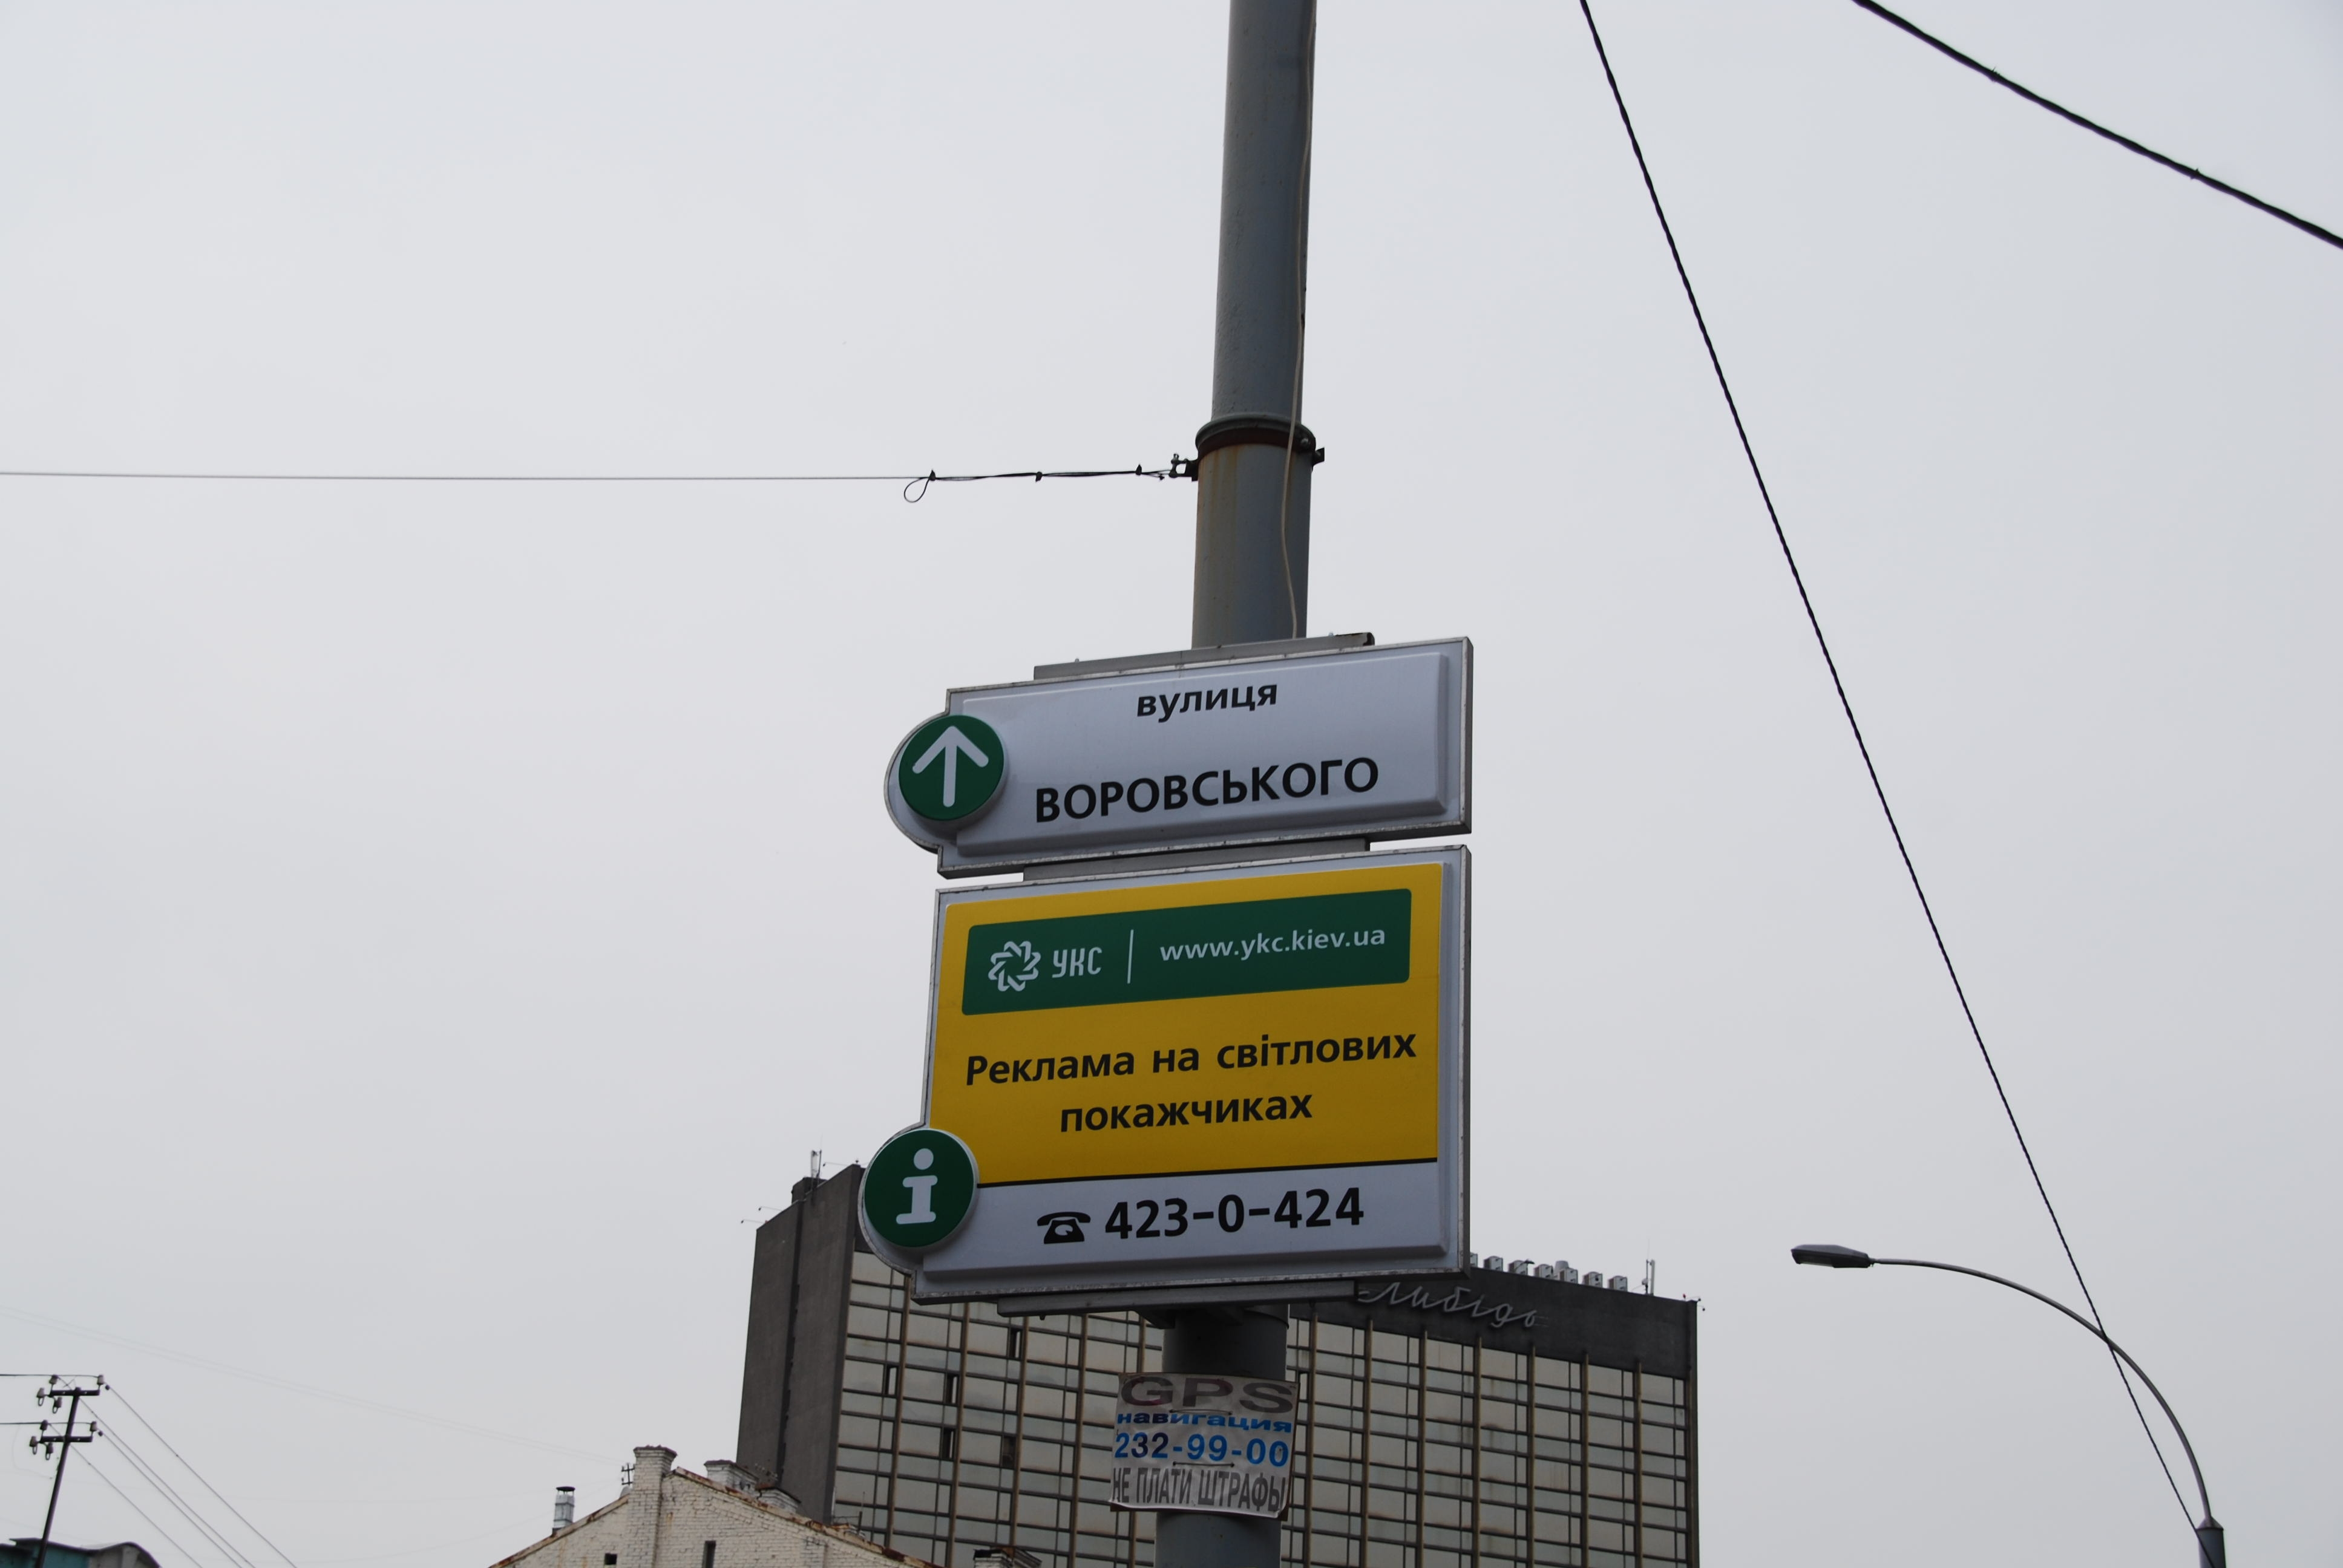 вулиця
ВОРОВСЬКОГО
УКС | www.ykc.kiev.ua
Реклама на світлових
покажчиках
423-0-424
Либідь
GPS
навигация
232-99-00
НЕ ПЛАТИ ШТРАФЫ